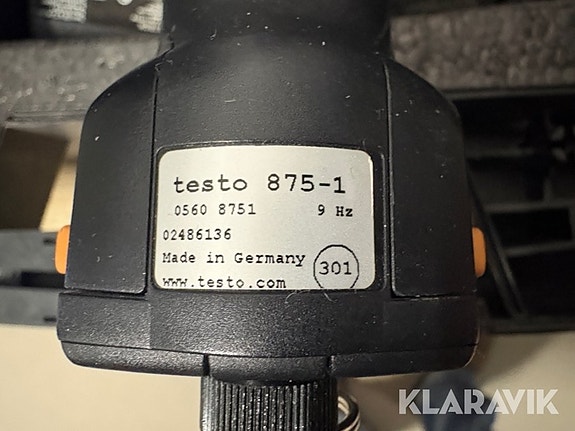 testo 875-1
0560 8751 9 Hz
02486136
Made in Germany
301
www.testo.com
KLARAVIK